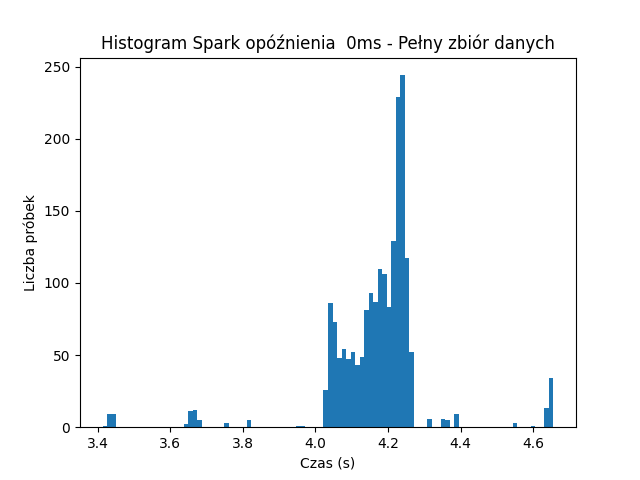 Histogram Spark opóźnienia  0ms - Pełny zbiór danych
250
200
150
100
50
0
Liczba próbek
3.4 3.6 3.8 4.0 4.2 4.4 4.6
Czas (s)